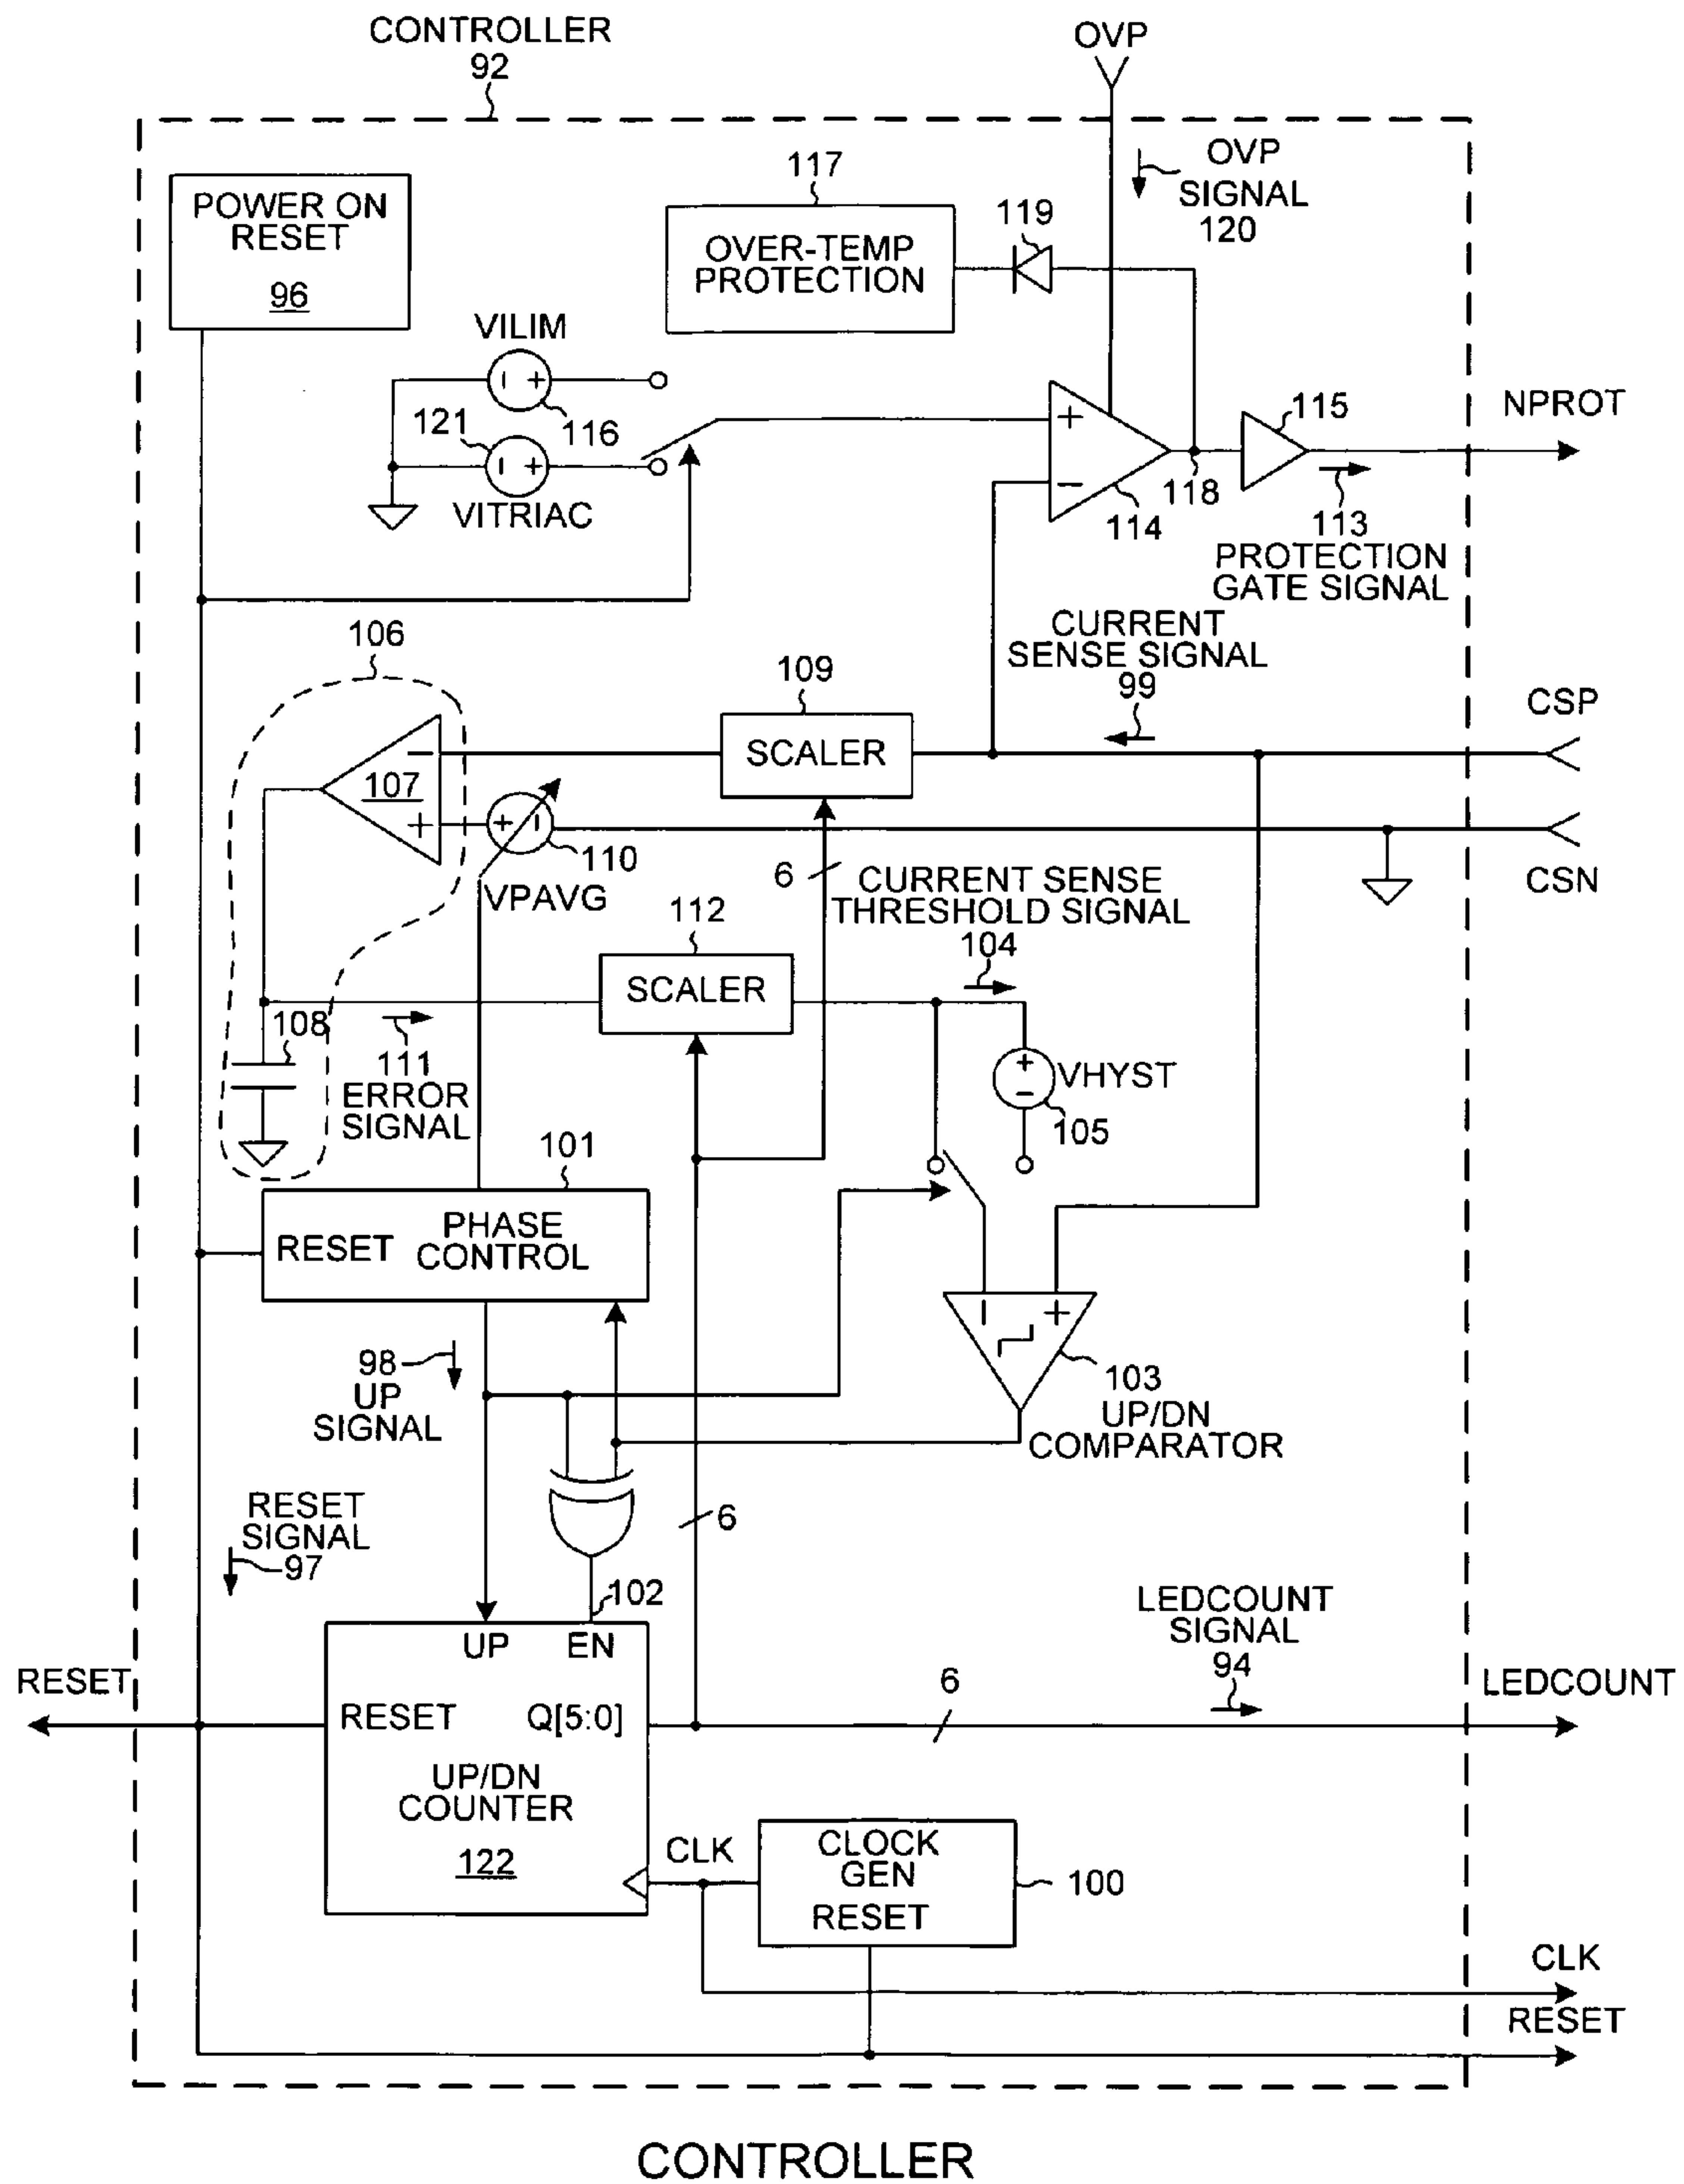 CONTROLLER
92
OVP
OVP
SIGNAL
120
POWER ON
RESET
96
117
OVER-TEMP
PROTECTION
119
VILIM
- +
116
121
- +
VITRIAC
+
-
114
118
115
NPROT
113
PROTECTION
GATE SIGNAL
106
109
SCALER
CURRENT
SENSE SIGNAL
99
CSP
CSN
-
107
+
+ -
110
VPAVG
6
CURRENT SENSE
THRESHOLD SIGNAL
104
112
SCALER
108
111
ERROR
SIGNAL
+
-
VHYST
105
101
RESET
PHASE
CONTROL
- +
103
UP/DN
COMPARATOR
98
UP
SIGNAL
RESET
SIGNAL
97
6
102
UP
EN
RESET
RESET
Q[5:0]
UP/DN
COUNTER
122
6
LEDCOUNT
SIGNAL
94
LEDCOUNT
CLK
CLOCK
GEN
RESET
100
CLK
RESET
CONTROLLER